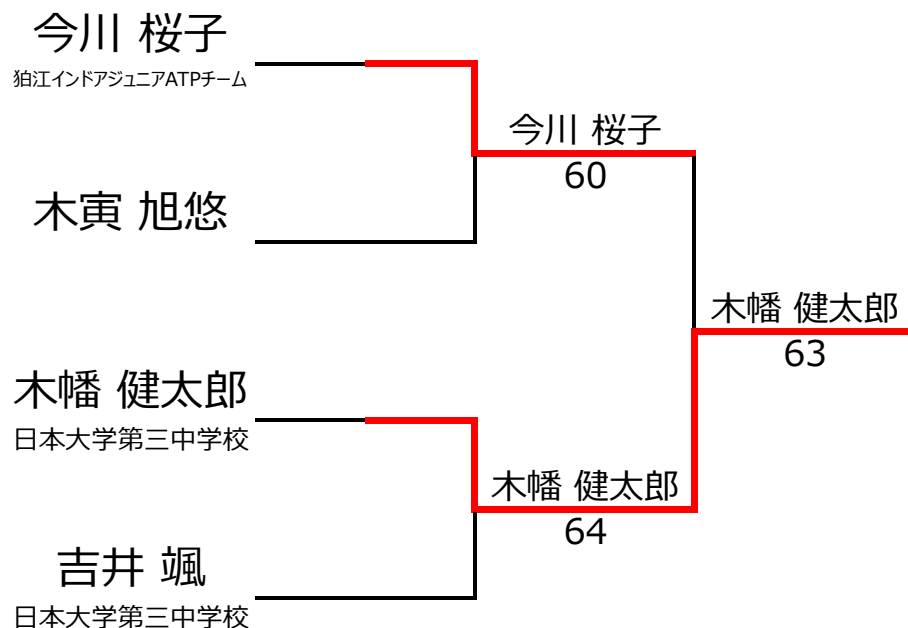 今川 桜子
狛江インドアジュニアATPチーム
今川 桜子
60
木寅 旭悠
木幡 健太郎
63
木幡 健太郎
日本大学第三中学校
木幡 健太郎
64
吉井 颯
日本大学第三中学校